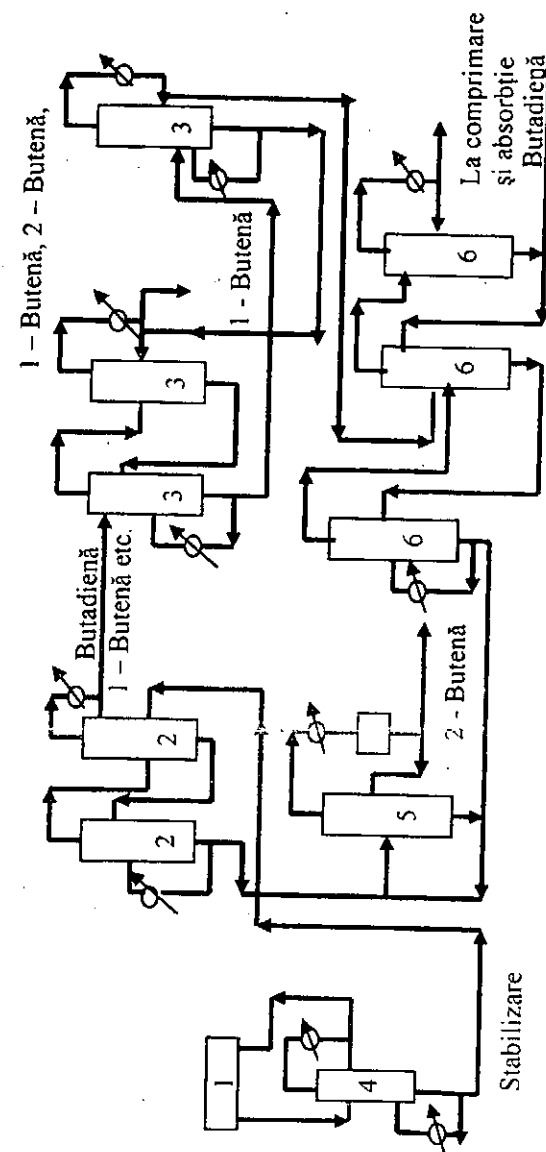 1 – Butenă, 2 – Butenă,
Butadienă
1 – Butenă etc.
1 - Butenă
2
2
3
3
3
1
4
5
6
6
6
Stabilizare
2 - Butenă
La comprimare
și absorbție
Butadienă